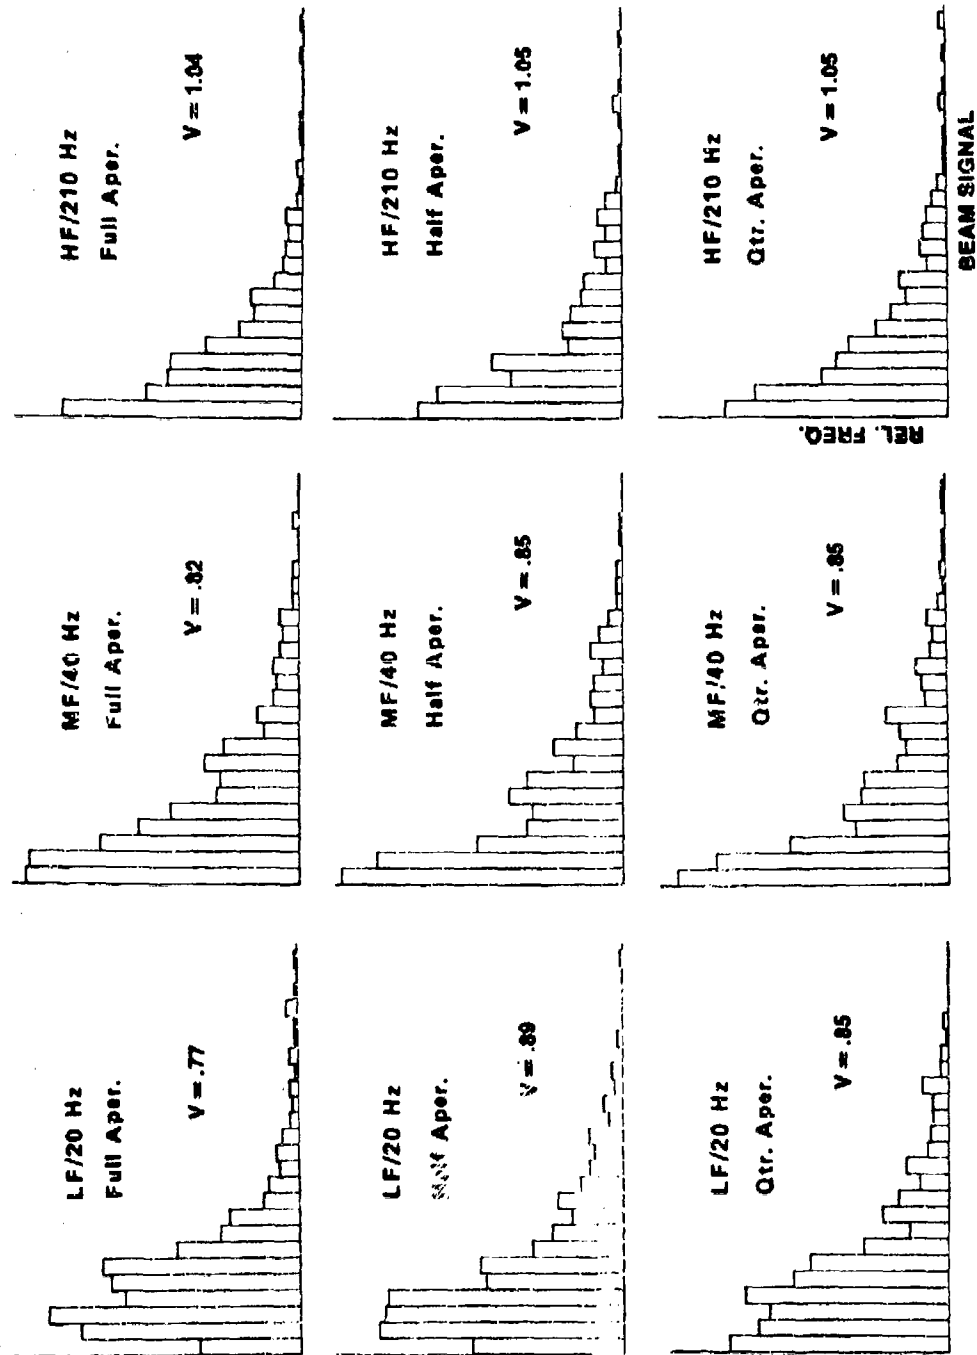 HF/210 Hz
Full Aper.
V = 1.04
HF/210 Hz
Half Aper.
V = 1.05
HF/210 Hz
Qtr. Aper.
V = 1.05
BEAM SIGNAL
REL. FREQ.
MF/40 Hz
Full Aper.
V = .82
MF/40 Hz
Half Aper.
V = .85
MF/40 Hz
Qtr. Aper.
V = .85
LF/20 Hz
Full Aper.
V = .77
LF/20 Hz
Half Aper.
V = .89
LF/20 Hz
Qtr. Aper.
V = .85